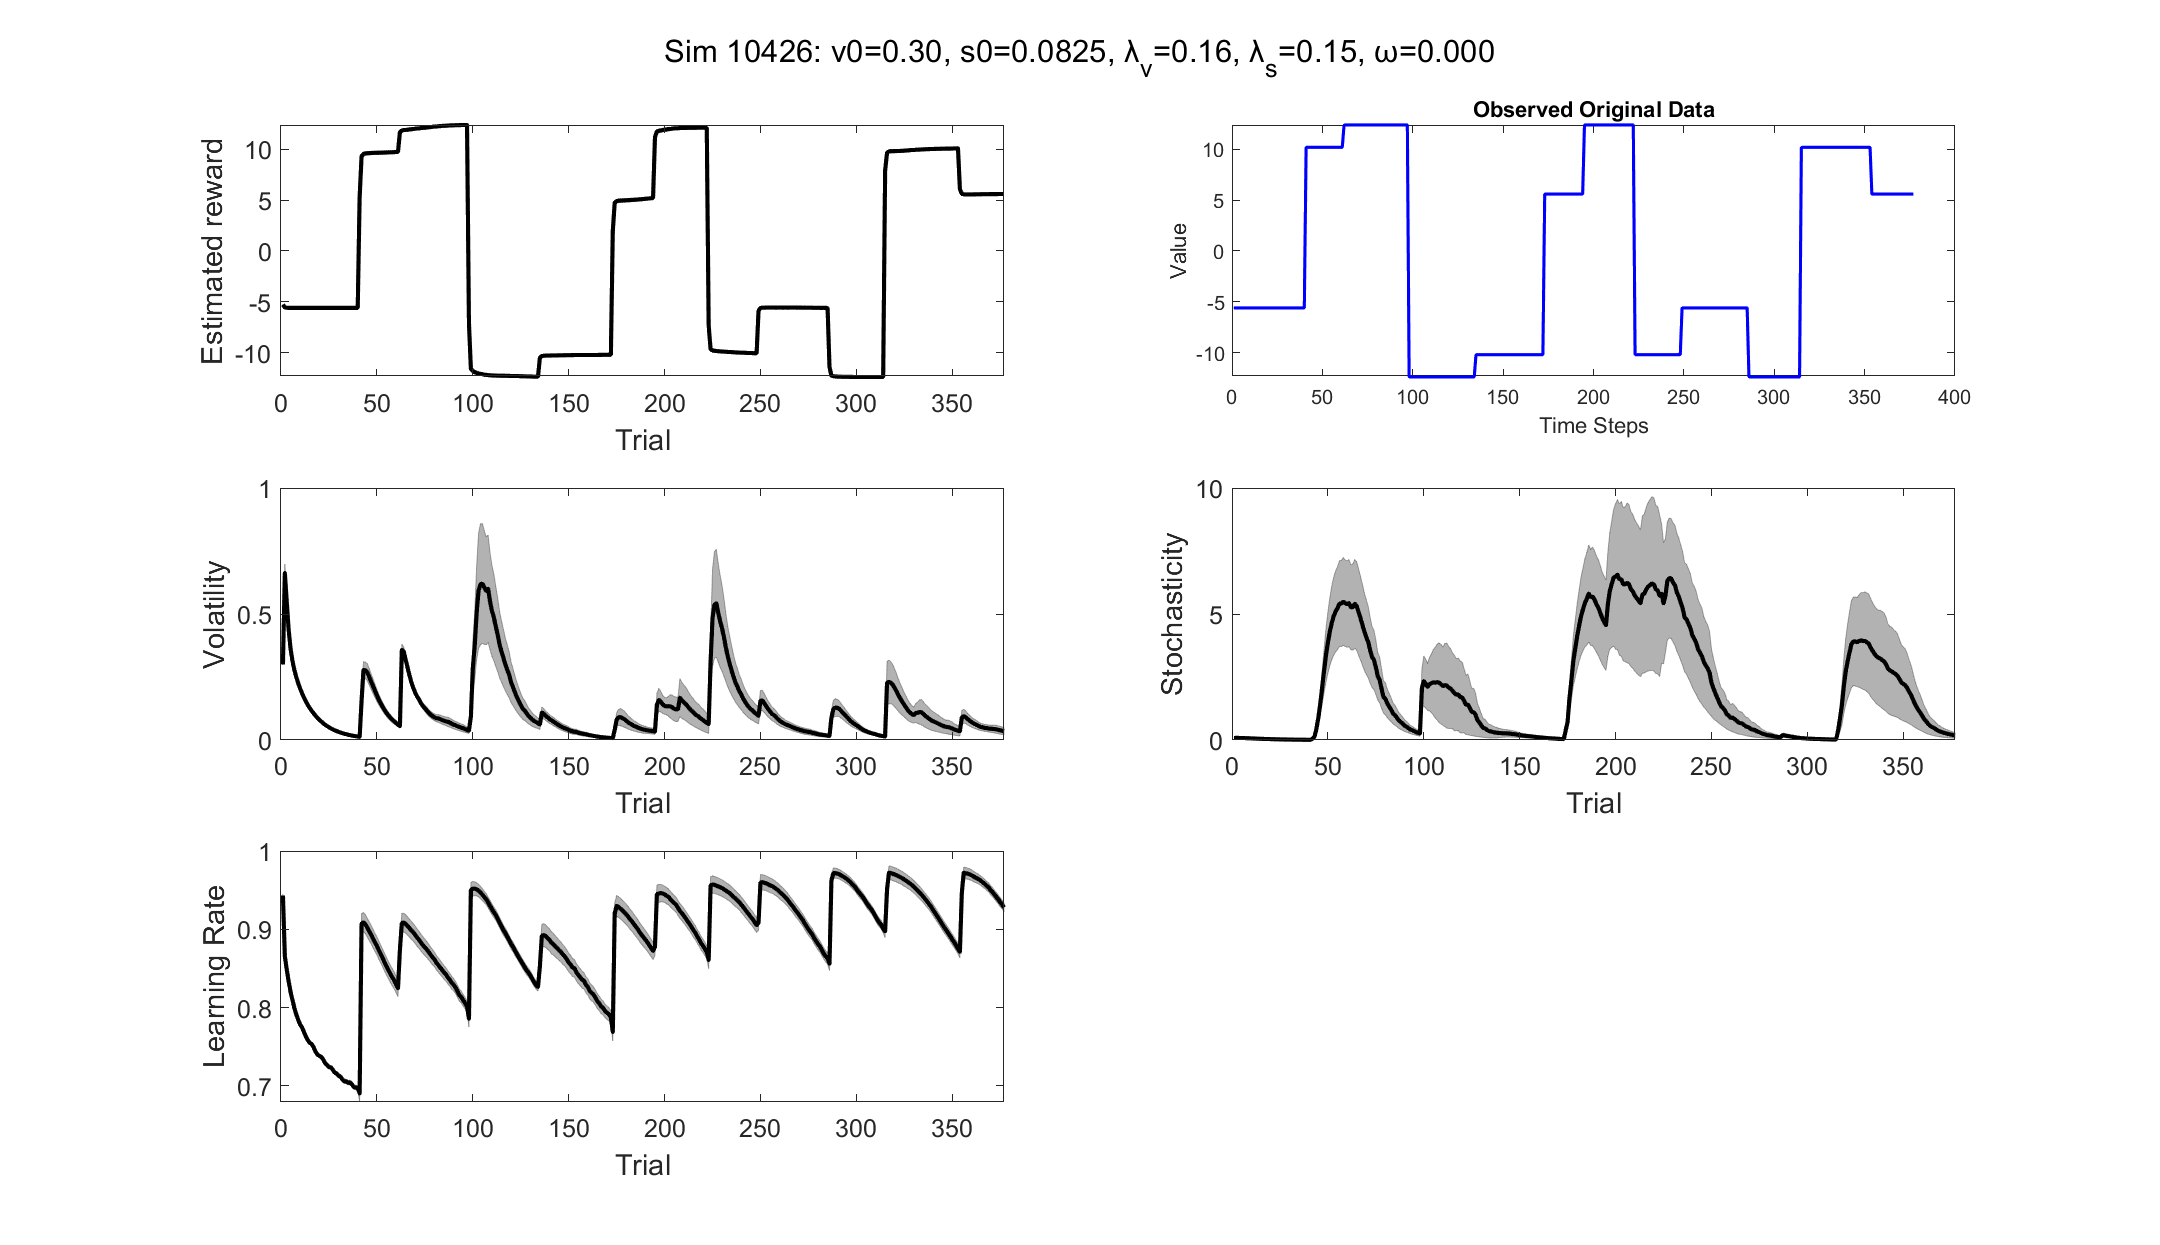 Sim 10426: v0=0.30, s0=0.0825, λv=0.16, λs=0.15, ω=0.000
Estimated reward
10
5
0
-5
-10
0 50 100 150 200 250 300 350
Trial
Observed Original Data
Value
10
5
0
-5
-10
0 50 100 150 200 250 300 350 400
Time Steps
Volatility
1
0.5
0
0 50 100 150 200 250 300 350
Trial
Stochasticity
10
5
0
0 50 100 150 200 250 300 350
Trial
Learning Rate
1
0.9
0.8
0.7
0 50 100 150 200 250 300 350
Trial